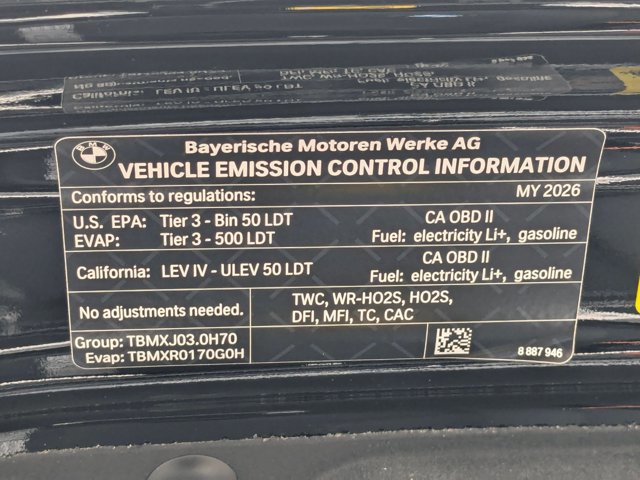 BMW
Bayerische Motoren Werke AG
VEHICLE EMISSION CONTROL INFORMATION
Conforms to regulations: MY 2026
U.S. EPA: Tier 3 - Bin 50 LDT CA OBD II
EVAP: Tier 3 - 500 LDT Fuel: electricity Li+, gasoline
California: LEV IV - ULEV 50 LDT CA OBD II
Fuel: electricity Li+, gasoline
No adjustments needed. TWC, WR-HO2S, HO2S,
DFI, MFI, TC, CAC
Group: TBMXJ03.0H70
Evap: TBMXR0170G0H 8 887 946